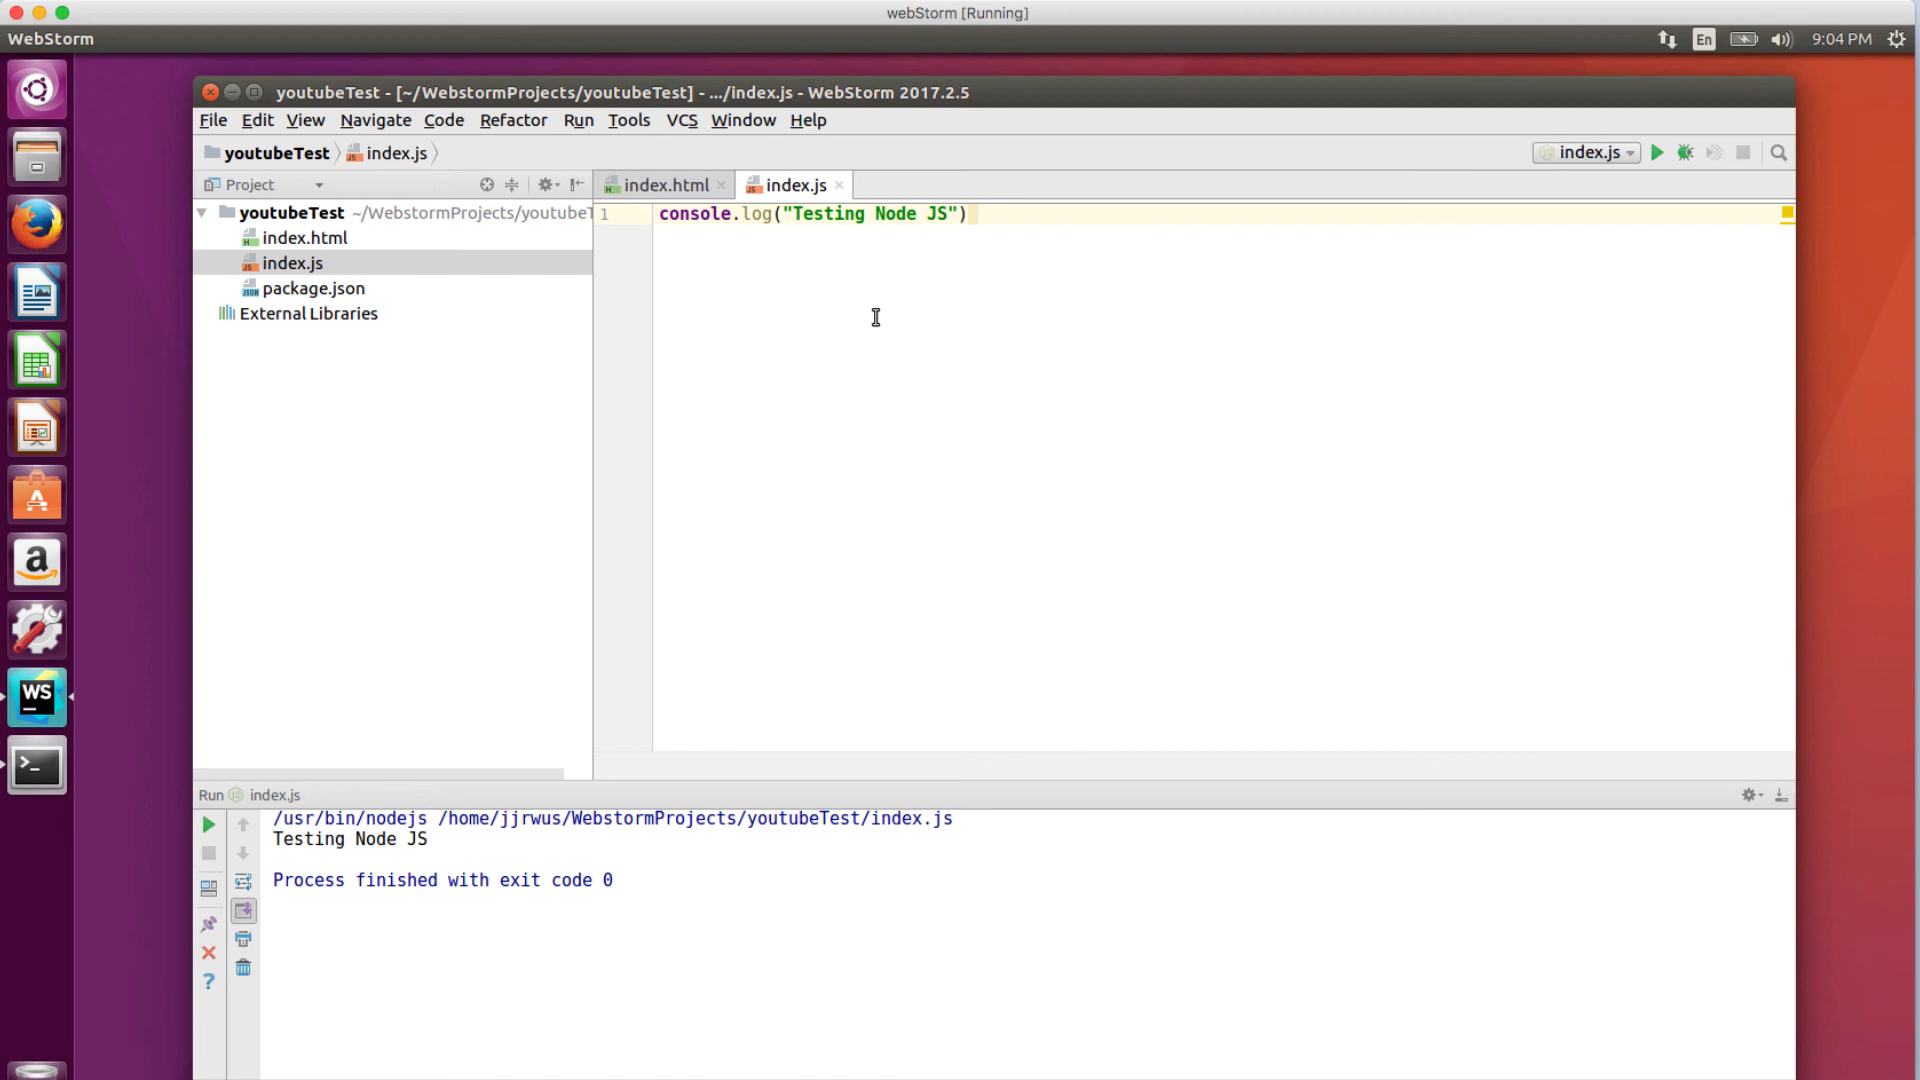 webStorm [Running]
WebStorm
En
9:04 PM
youtubeTest - [~/WebstormProjects/youtubeTest] - .../index.js - WebStorm 2017.2.5
File Edit View Navigate Code Refactor Run Tools VCS Window Help
youtubeTest index.js
index.js
Project
index.html
index.js
youtubeTest ~/WebstormProjects/youtubeT
1 console.log("Testing Node JS")
index.html
index.js
package.json
External Libraries
a
WS
>_
Run index.js
/usr/bin/nodejs /home/jjrwus/WebstormProjects/youtubeTest/index.js
Testing Node JS
Process finished with exit code 0
?